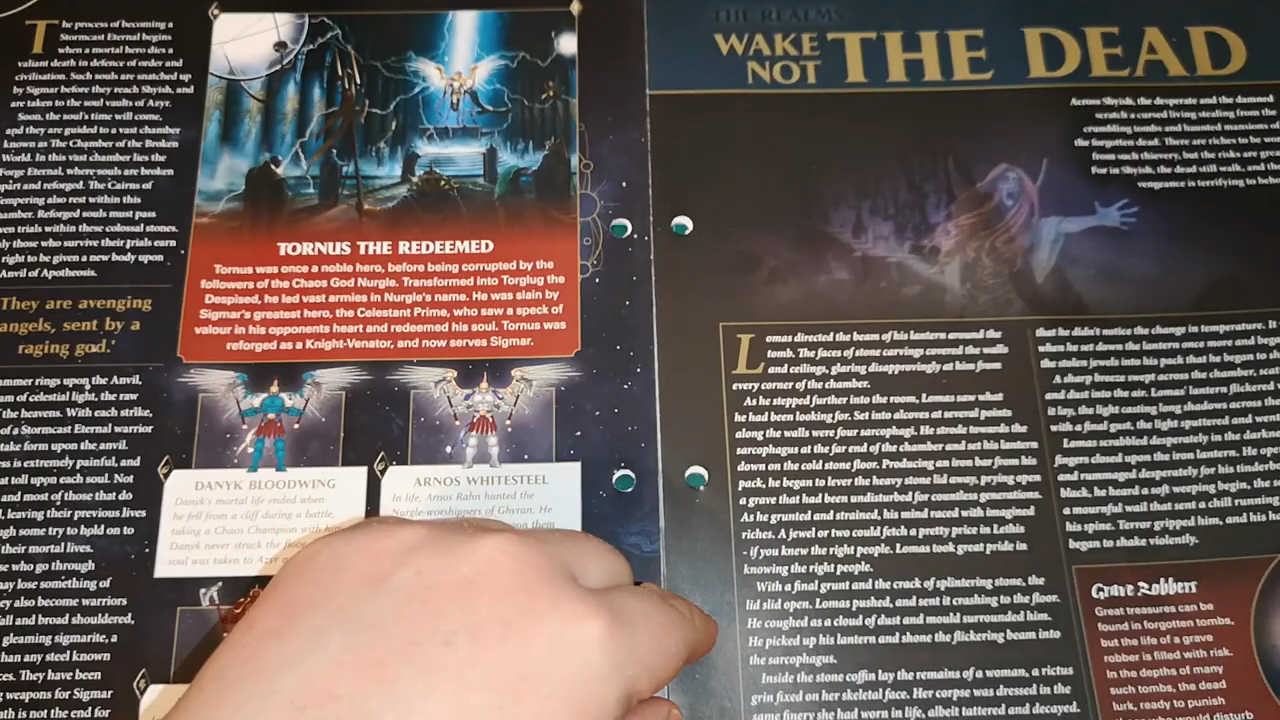 The process of becoming a
Stormcast Eternal begins
when a mortal hero dies a
valiant death in defence of order and
civilisation. Such souls are snatched up
by Sigmar before they reach Shyish, and
are taken to the soul vaults of Azyr.
Soon, the soul's time will come,
and they are guided to a vast chamber
known as The Chamber of the Broken
World. In this vast chamber lies the
Forge Eternal, where souls are broken
apart and reforged. The Cairns of
Tempering also rest within this
Reforged souls must pass
trials within these colossal stones.
those who survive their trials earn
right to be given a new body upon
Anvil of Apotheosis.
They are avenging
angels, sent by a
raging god.'
rings upon the Anvil,
of celestial light, the raw
the heavens. With each strike,
of a Stormcast Eternal warrior
take form upon the anvil.
is extremely painful, and
toll upon each soul. Not
and most of those that do
leaving their previous lives
some try to hold on to
their mortal lives.
who go through
may lose something of
also become warriors
and broad shouldered,
gleaming sigmarite, a
than any steel known
They have been
weapons for Sigmar
is not the end for
TORNUS THE REDEEMED
Tornus was once a noble hero, before being corrupted by the
followers of the Chaos God Nurgle. Transformed into Torglug the
Despised, he led vast armies in Nurgle's name. He was slain by
Sigmar's greatest hero, the Celestant Prime, who saw a speck of
valour in his opponents heart and redeemed his soul. Tornus was
reforged as a Knight-Venator, and now serves Sigmar.
DANYK BLOODWING
Danyk's mortal life ended when
he fell from a cliff during a battle,
taking a Chaos Champion with him.
Danyk never struck the floor
soul was taken to Azyr
ARNOS WHITESTEEL
In life, Arnos Rahn hunted the
Nurgle-worshippers of Ghyran. He
upon them
THE REALMS
WAKE NOT THE DEAD
Across Shyish, the desperate and the damned
scratch a cursed living stealing from the
crumbling tombs and haunted mansions of
the forgotten dead. There are riches to be
from such thievery, but the risks are
For in Shyish, the dead still walk, and
vengeance is terrifying to
Lomas directed the beam of his lantern around the
tomb. The faces of stone carvings covered the walls
and ceilings, glaring disapprovingly at him from
every corner of the chamber.
As he stepped further into the room, Lomas saw what
he had been looking for. Set into alcoves at several points
along the walls were four sarcophagi. He strode towards the
sarcophagus at the far end of the chamber and set his lantern
down on the cold stone floor. Producing an iron bar from his
pack, he began to lever the heavy stone lid away, prying open
a grave that had been undisturbed for countless generations.
As he grunted and strained, his mind raced with imagined
riches. A jewel or two could fetch a pretty price in Lethis
- if you knew the right people. Lomas took great pride in
knowing the right people.
With a final grunt and the crack of splintering stone, the
lid slid open. Lomas pushed, and sent it crashing to the floor.
He coughed as a cloud of dust and mould surrounded him.
He picked up his lantern and shone the flickering beam into
the sarcophagus.
Inside the stone coffin lay the remains of a woman, a rictus
grin fixed on her skeletal face. Her corpse was dressed in the
same finery she had worn in life, albeit tattered and decayed.
that he didn't notice the change in temperature. It
when he set down the lantern once more and
the stolen jewels into his pack that he began to
A sharp breeze swept across the chamber,
and dust into the air. Lomas' lantern flickered
it lay, the light casting long shadows across the
with a final gust, the light sputtered and went
Lomas scrabbled desperately in the
fingers closed upon the iron lantern. He
and rummaged desperately for his
black, he heard a soft weeping begin, the
a mournful wail that sent a chill running
his spine. Terror gripped him, and his
began to shake violently.
Grave Robbers
Great treasures can be
found in forgotten tombs,
but the life of a grave
robber is filled with risk.
In the depths of many
such tombs, the dead
lurk, ready to punish
those who would disturb